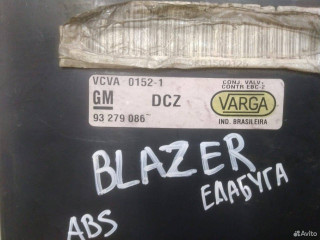 VCVA 0152-1
CONJ. VALV.
CONTR. EBC-2
GM DCZ VARGA
93 279 086
IND. BRASILEIRA
BLAZER
ЕЛАБУГА
ABS
Avito